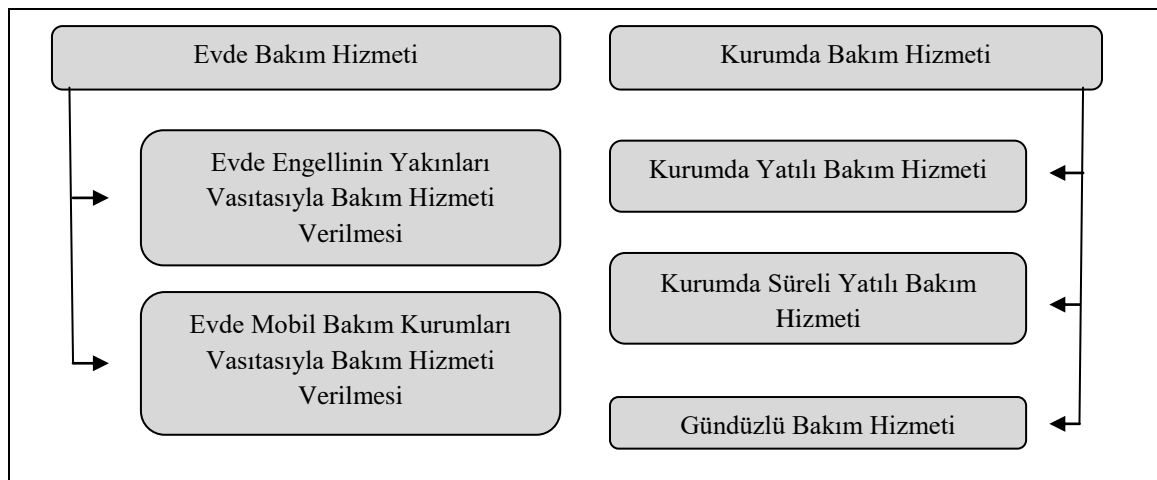 Evde Bakım Hizmeti
Evde Engellinin Yakınları
Vasıtasıyla Bakım Hizmeti
Verilmesi
Evde Mobil Bakım Kurumları
Vasıtasıyla Bakım Hizmeti
Verilmesi
Kurumda Bakım Hizmeti
Kurumda Yatılı Bakım Hizmeti
Kurumda Süreli Yatılı Bakım
Hizmeti
Gündüzlü Bakım Hizmeti